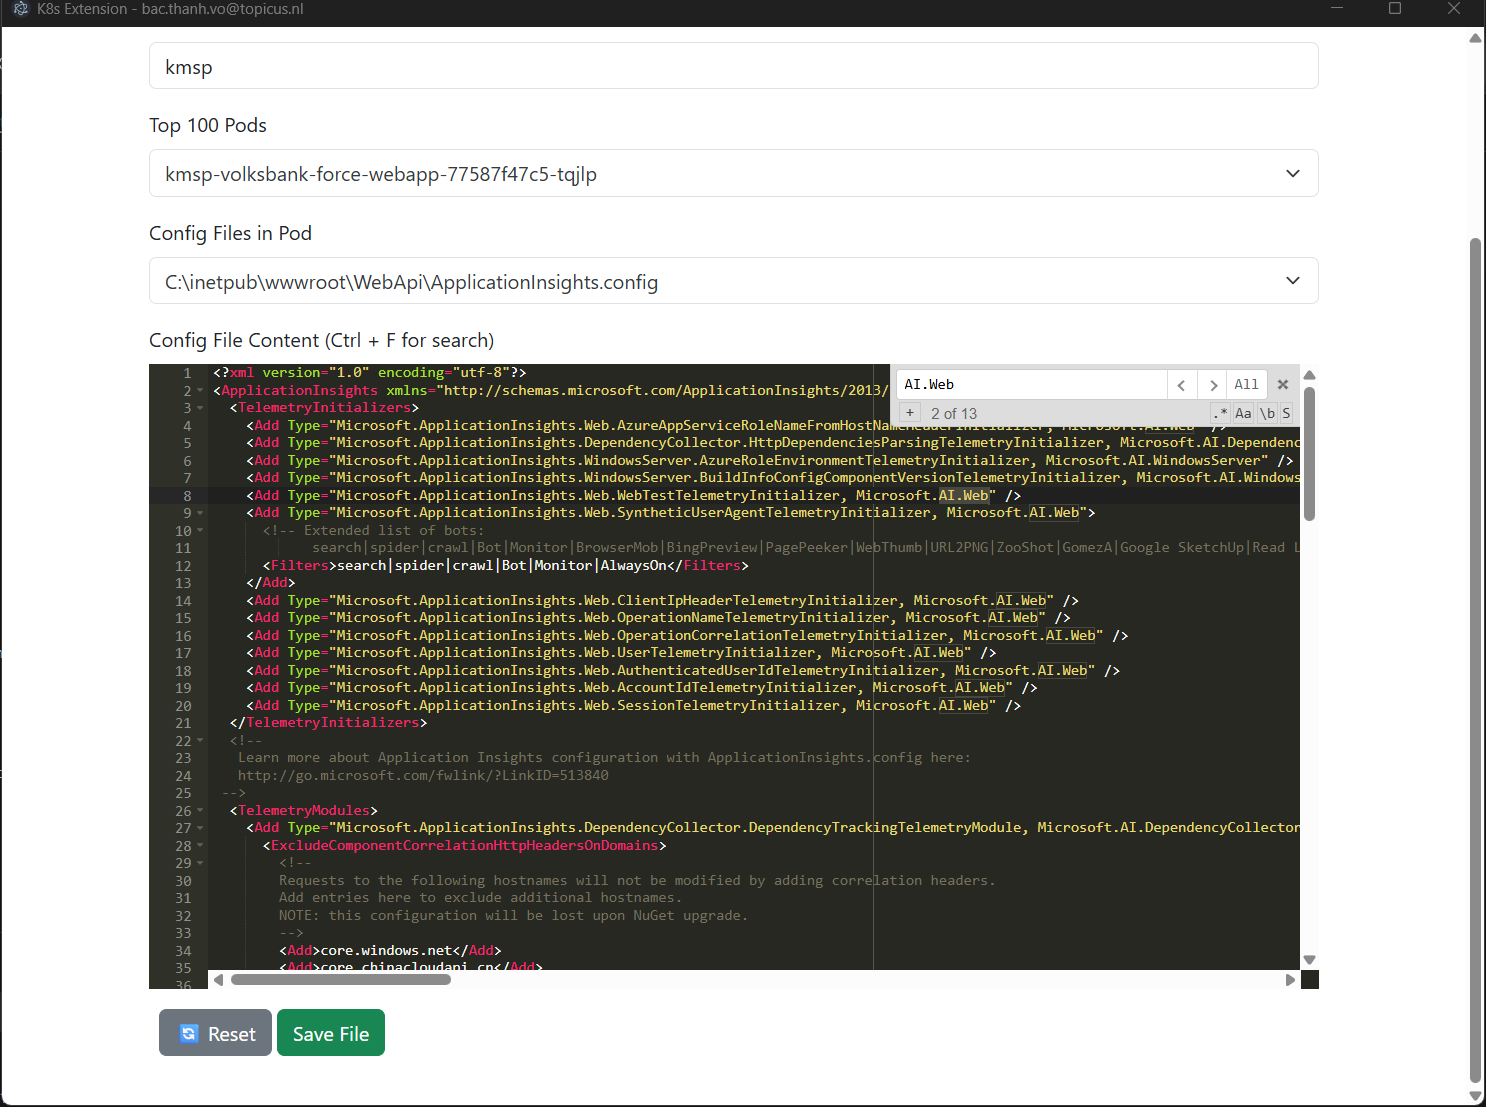 K8s Extension - bac.thanh.vo@topicus.nl
kmsp
Top 100 Pods
kmsp-volksbank-force-webapp-77587f47c5-tqjlp
Config Files in Pod
C:\inetpub\wwwroot\WebApi\ApplicationInsights.config
Config File Content (Ctrl + F for search)
AI.Web
All
+ 2 of 13 .* Aa \b S
1 <?xml version="1.0" encoding="utf-8"?>
2 <ApplicationInsights xmlns="http://schemas.microsoft.com/ApplicationInsights/2013/
3 <TelemetryInitializers>
4 <Add Type="Microsoft.ApplicationInsights.Web.AzureAppServiceRoleNameFromHostNameHeaderInitializer, Microsoft.AI.Web" />
5 <Add Type="Microsoft.ApplicationInsights.DependencyCollector.HttpDependenciesParsingTelemetryInitializer, Microsoft.AI.Dependenc
6 <Add Type="Microsoft.ApplicationInsights.WindowsServer.AzureRoleEnvironmentTelemetryInitializer, Microsoft.AI.WindowsServer" />
7 <Add Type="Microsoft.ApplicationInsights.WindowsServer.BuildInfoConfigComponentVersionTelemetryInitializer, Microsoft.AI.Windows
8 <Add Type="Microsoft.ApplicationInsights.Web.WebTestTelemetryInitializer, Microsoft.AI.Web" />
9 <Add Type="Microsoft.ApplicationInsights.Web.SyntheticUserAgentTelemetryInitializer, Microsoft.AI.Web">
10 <!-- Extended list of bots:
11 search|spider|crawl|Bot|Monitor|BrowserMob|BingPreview|PagePeeker|WebThumb|URL2PNG|ZooShot|GomezA|Google SketchUp|Read L
12 <Filters>search|spider|crawl|Bot|Monitor|AlwaysOn</Filters>
13 </Add>
14 <Add Type="Microsoft.ApplicationInsights.Web.ClientIpHeaderTelemetryInitializer, Microsoft.AI.Web" />
15 <Add Type="Microsoft.ApplicationInsights.Web.OperationNameTelemetryInitializer, Microsoft.AI.Web" />
16 <Add Type="Microsoft.ApplicationInsights.Web.OperationCorrelationTelemetryInitializer, Microsoft.AI.Web" />
17 <Add Type="Microsoft.ApplicationInsights.Web.UserTelemetryInitializer, Microsoft.AI.Web" />
18 <Add Type="Microsoft.ApplicationInsights.Web.AuthenticatedUserIdTelemetryInitializer, Microsoft.AI.Web" />
19 <Add Type="Microsoft.ApplicationInsights.Web.AccountIdTelemetryInitializer, Microsoft.AI.Web" />
20 <Add Type="Microsoft.ApplicationInsights.Web.SessionTelemetryInitializer, Microsoft.AI.Web" />
21 </TelemetryInitializers>
22 <!--
23 Learn more about Application Insights configuration with ApplicationInsights.config here:
24 http://go.microsoft.com/fwlink/?LinkID=513840
25 -->
26 <TelemetryModules>
27 <Add Type="Microsoft.ApplicationInsights.DependencyCollector.DependencyTrackingTelemetryModule, Microsoft.AI.DependencyCollector
28 <ExcludeComponentCorrelationHttpHeadersOnDomains>
29 <!--
30 Requests to the following hostnames will not be modified by adding correlation headers.
31 Add entries here to exclude additional hostnames.
32 NOTE: this configuration will be lost upon NuGet upgrade.
33 -->
34 <Add>core.windows.net</Add>
35 <Add>core.chinacloudapi.cn</Add>
36
Reset
Save File